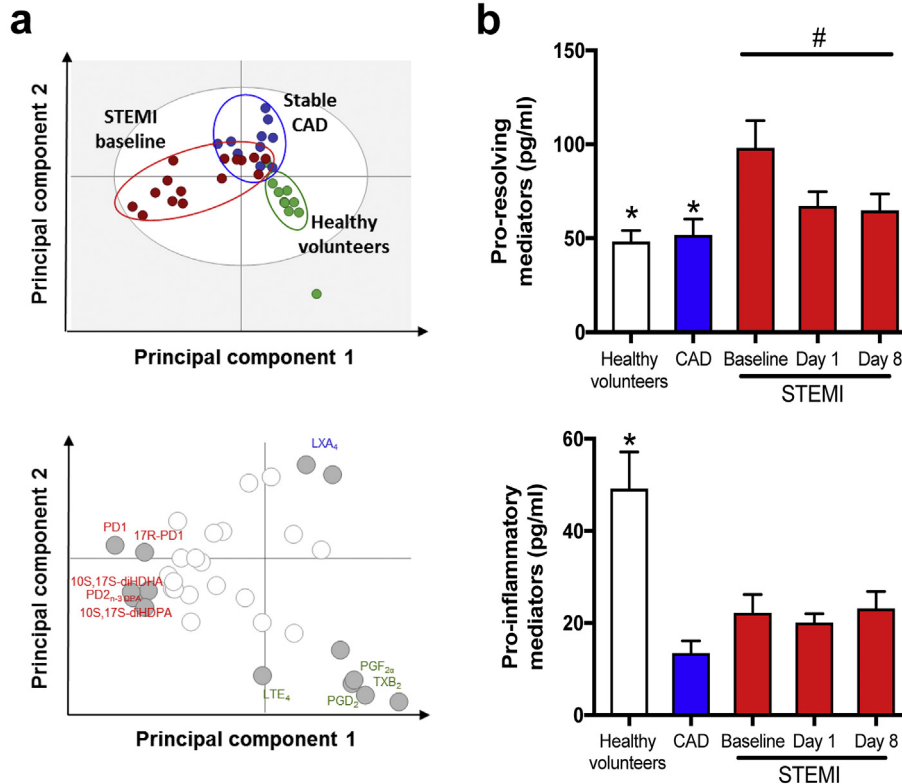 a
Principal component 2
STEMI
baseline
Stable
CAD
Healthy
volunteers
Principal component 1
Principal component 2
LXA4
PD1
17R-PD1
10S,17S-diHDHA
PD2n-3 DPA
10S,17S-diHDPA
LTE4
PGF2α
TXB2
PGD2
Principal component 1
b
Pro-resolving
mediators (pg/ml)
150
100
50
0
*
*
#
Healthy
volunteers
CAD
Baseline
Day 1
Day 8
STEMI
Pro-inflammatory
mediators (pg/ml)
60
40
20
0
*
Healthy
volunteers
CAD
Baseline
Day 1
Day 8
STEMI